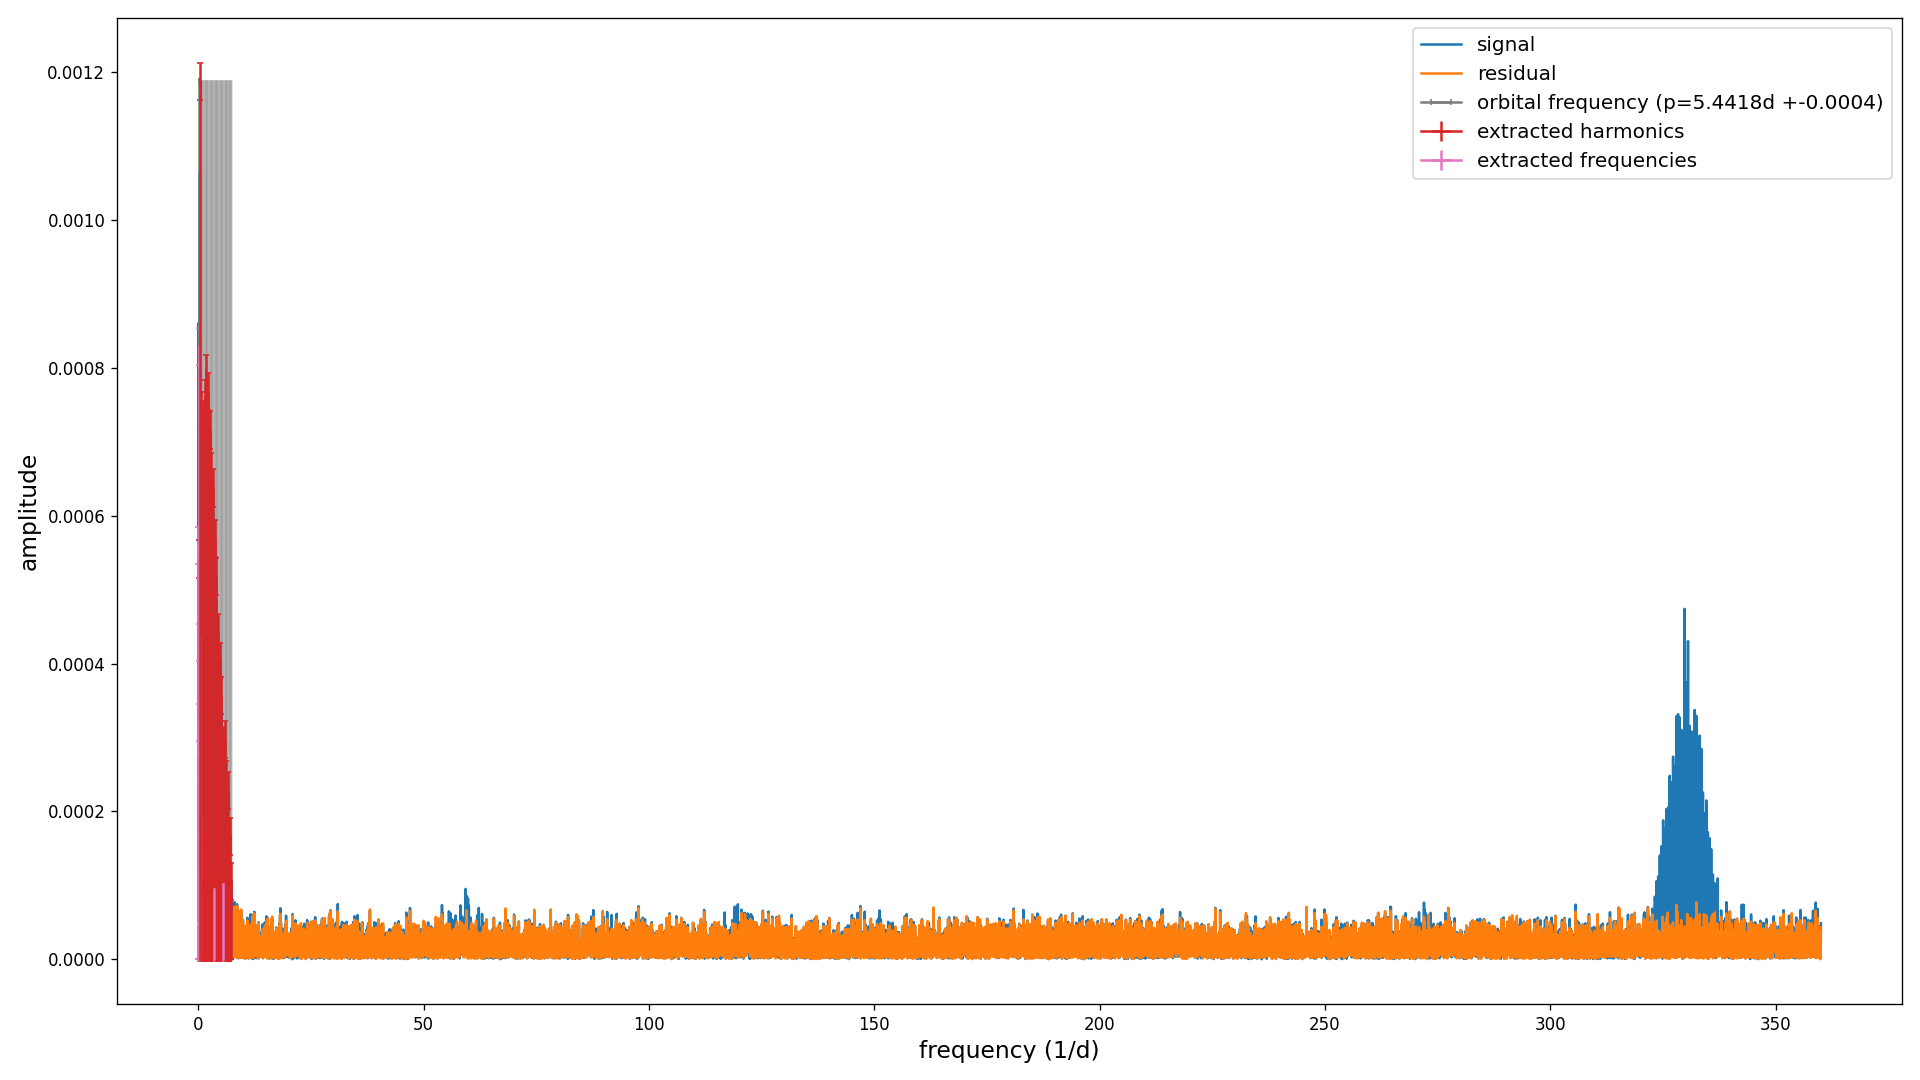 signal
residual
orbital frequency (p=5.4418d +-0.0004)
extracted harmonics
extracted frequencies
amplitude
0.0012
0.0010
0.0008
0.0006
0.0004
0.0002
0.0000
0 50 100 150 200 250 300 350
frequency (1/d)